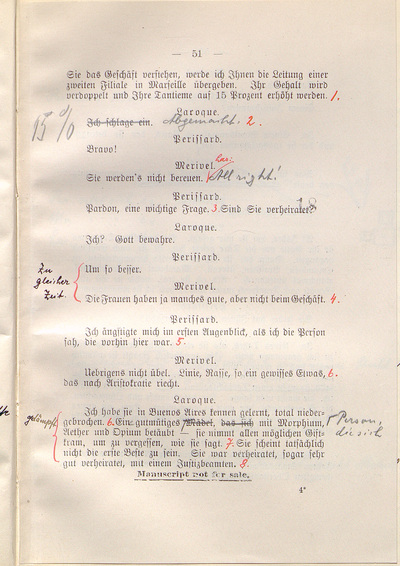 — 51 —
Sie das Geschäft verstehen, werde ich Ihnen die Leitung einer
zweiten Filiale in Marseille übergeben. Ihr Gehalt wird
verdoppelt und Ihre Tantieme auf 15 Prozent erhöht werden. 1.
15 %
Laroque.
Ich schlage ein. Abgemacht. 2.
Perissard.
Bravo!
Merivel.
Sie werden's nicht bereuen. All right!
Perissard.
Pardon, eine wichtige Frage. 3. Sind Sie verheiratet?
18
Laroque.
Ich? Gott bewahre.
Perissard.
Zu
gleicher
Zeit.
Um so besser.
Merivel.
Die Frauen haben ja manches gute, aber nicht beim Geschäft. 4.
Perissard.
Ich ängstigte mich im ersten Augenblick, als ich die Person
sah, die vorhin hier war. 5.
Merivel.
Uebrigens nicht übel. Linie, Rasse, so ein gewisses Etwas, 6.
das nach Aristokratie riecht.
Laroque.
gedämpft
Ich habe sie in Buenos Aires kennen gelernt, total nieder-
gebrochen. 6. Ein gutmütiges Mädel, das sich mit Morphium,
Person,
die sich
Aether und Opium betäubt — sie nimmt allen möglichen Gift-
kram, um zu vergessen, wie sie sagt. 7. Sie scheint tatsächlich
nicht die erste Beste zu sein. Sie war verheiratet, sogar sehr
gut verheiratet, mit einem Justizbeamten. 8.
Manuscript not for sale.
4*